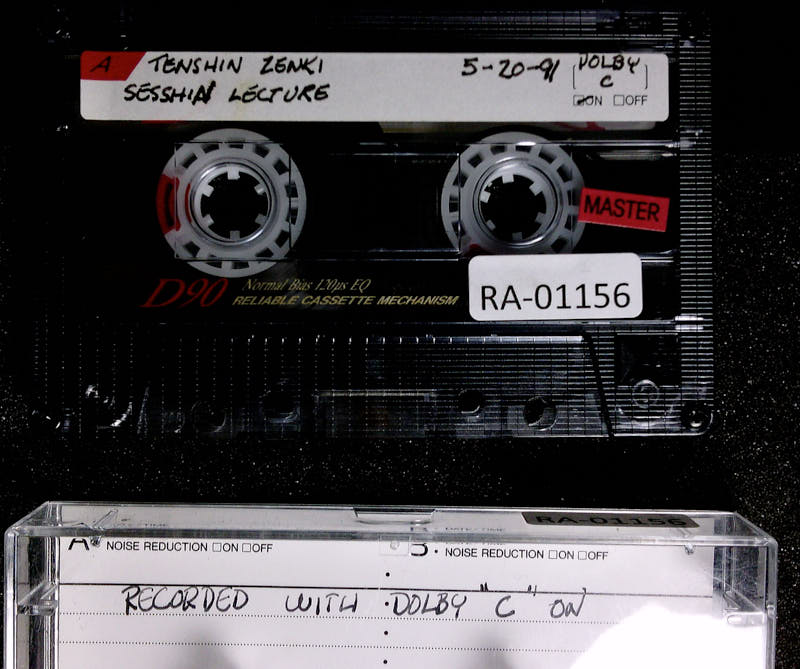 A TENSHIN ZENKI 5-20-91 [DOLBY
SESSHIN LECTURE C]
☑ON ☐OFF
MASTER
D90 Normal Bias 120µs EQ
RELIABLE CASSETTE MECHANISM
RA-01156
RA-01156
A• NOISE REDUCTION ☐ON ☐OFF B• NOISE REDUCTION ☐ON ☐OFF
RECORDED WITH DOLBY "C" ON